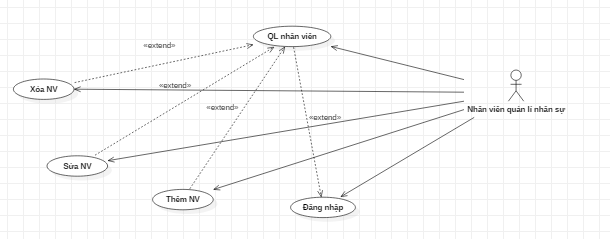 QL nhân viên
«extend»
Xóa NV
«extend»
«extend»
Nhân viên quản lí nhân sự
«extend»
Sửa NV
Thêm NV
Đăng nhập